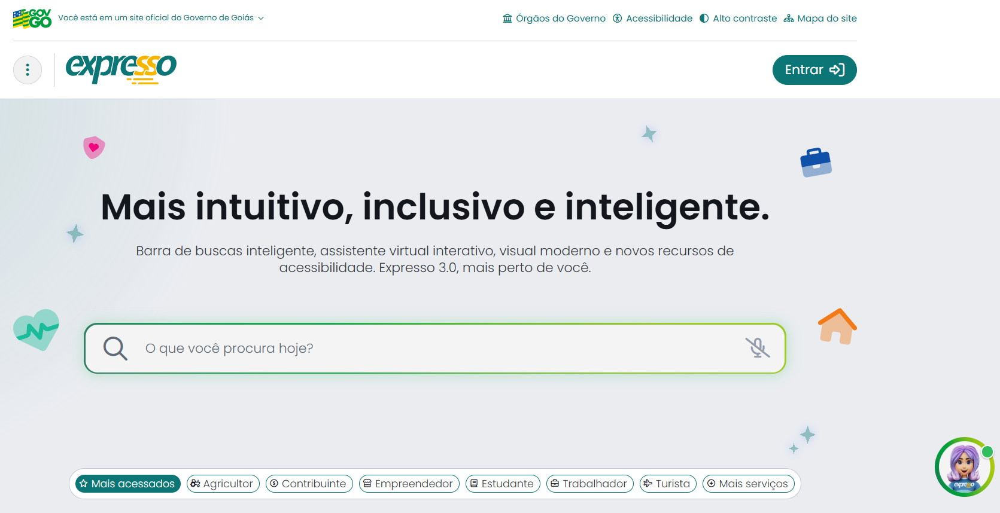 GOV
GO
Você está em um site oficial do Governo de Goiás
Órgãos do Governo
Acessibilidade
Alto contraste
Mapa do site
expresso
Entrar
Mais intuitivo, inclusivo e inteligente.
Barra de buscas inteligente, assistente virtual interativo, visual moderno e novos recursos de
acessibilidade. Expresso 3.0, mais perto de você.
O que você procura hoje?
Mais acessados
Agricultor
Contribuinte
Empreendedor
Estudante
Trabalhador
Turista
Mais serviços
expresso